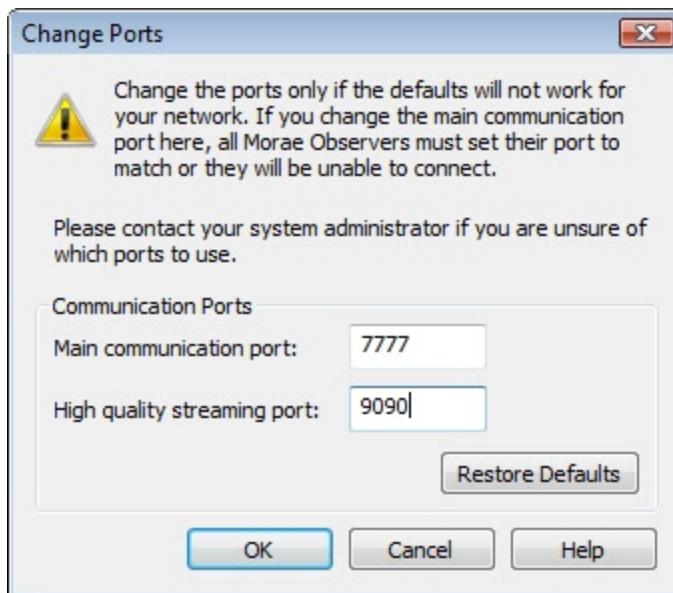 Change Ports
Change the ports only if the defaults will not work for
your network. If you change the main communication
port here, all Morae Observers must set their port to
match or they will be unable to connect.
Please contact your system administrator if you are unsure of
which ports to use.
Communication Ports
Main communication port: 7777
High quality streaming port: 9090
Restore Defaults
OK Cancel Help